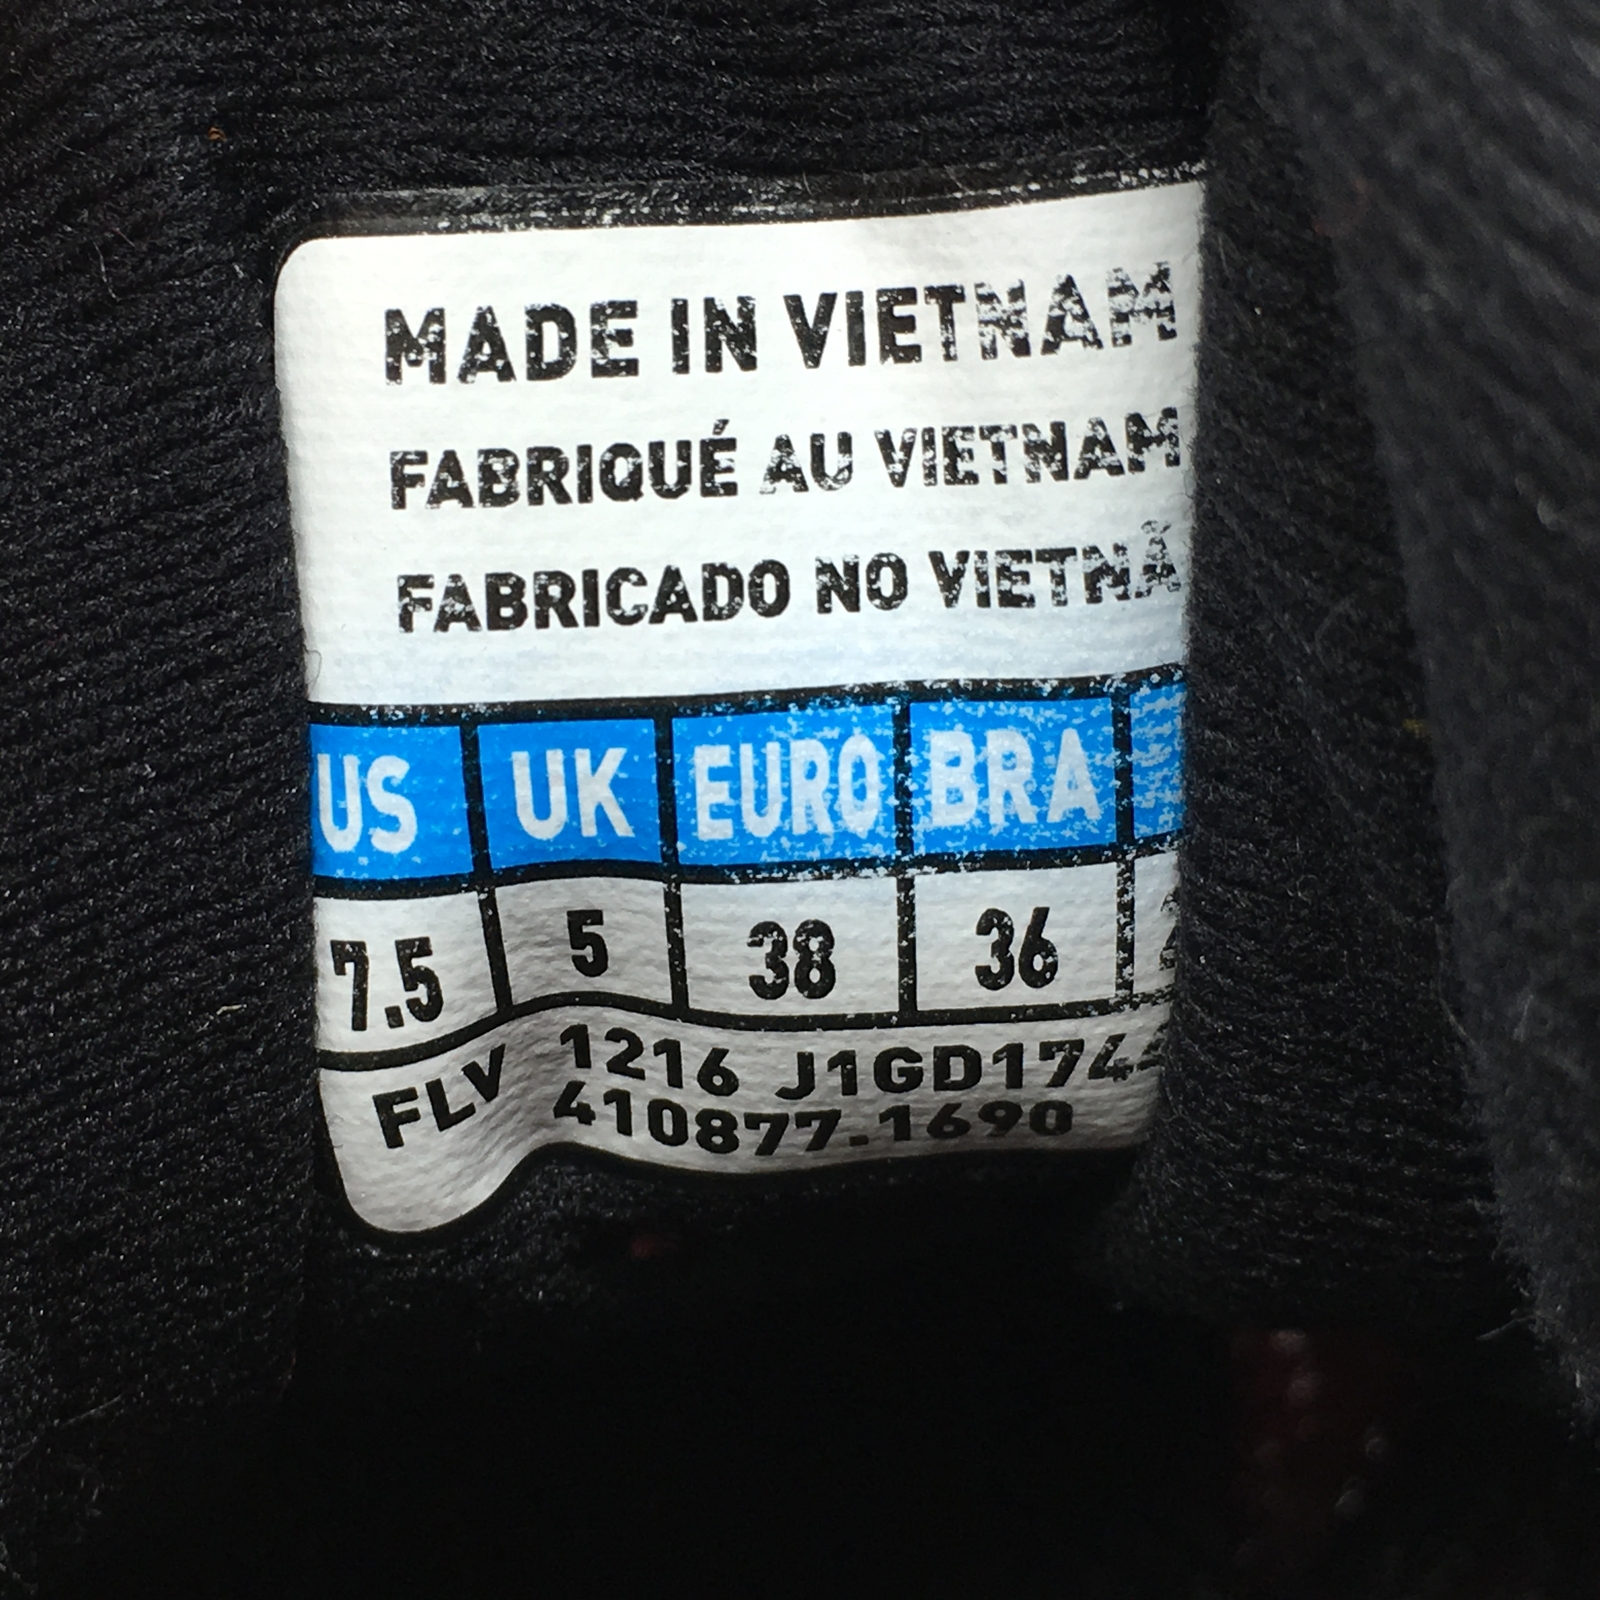 MADE IN VIETNAM
FABRIQUÉ AU VIETNAM
FABRICADO NO VIETNÃ
US UK EURO BRA
7.5 5 38 36
FLV 1216
410877.1690